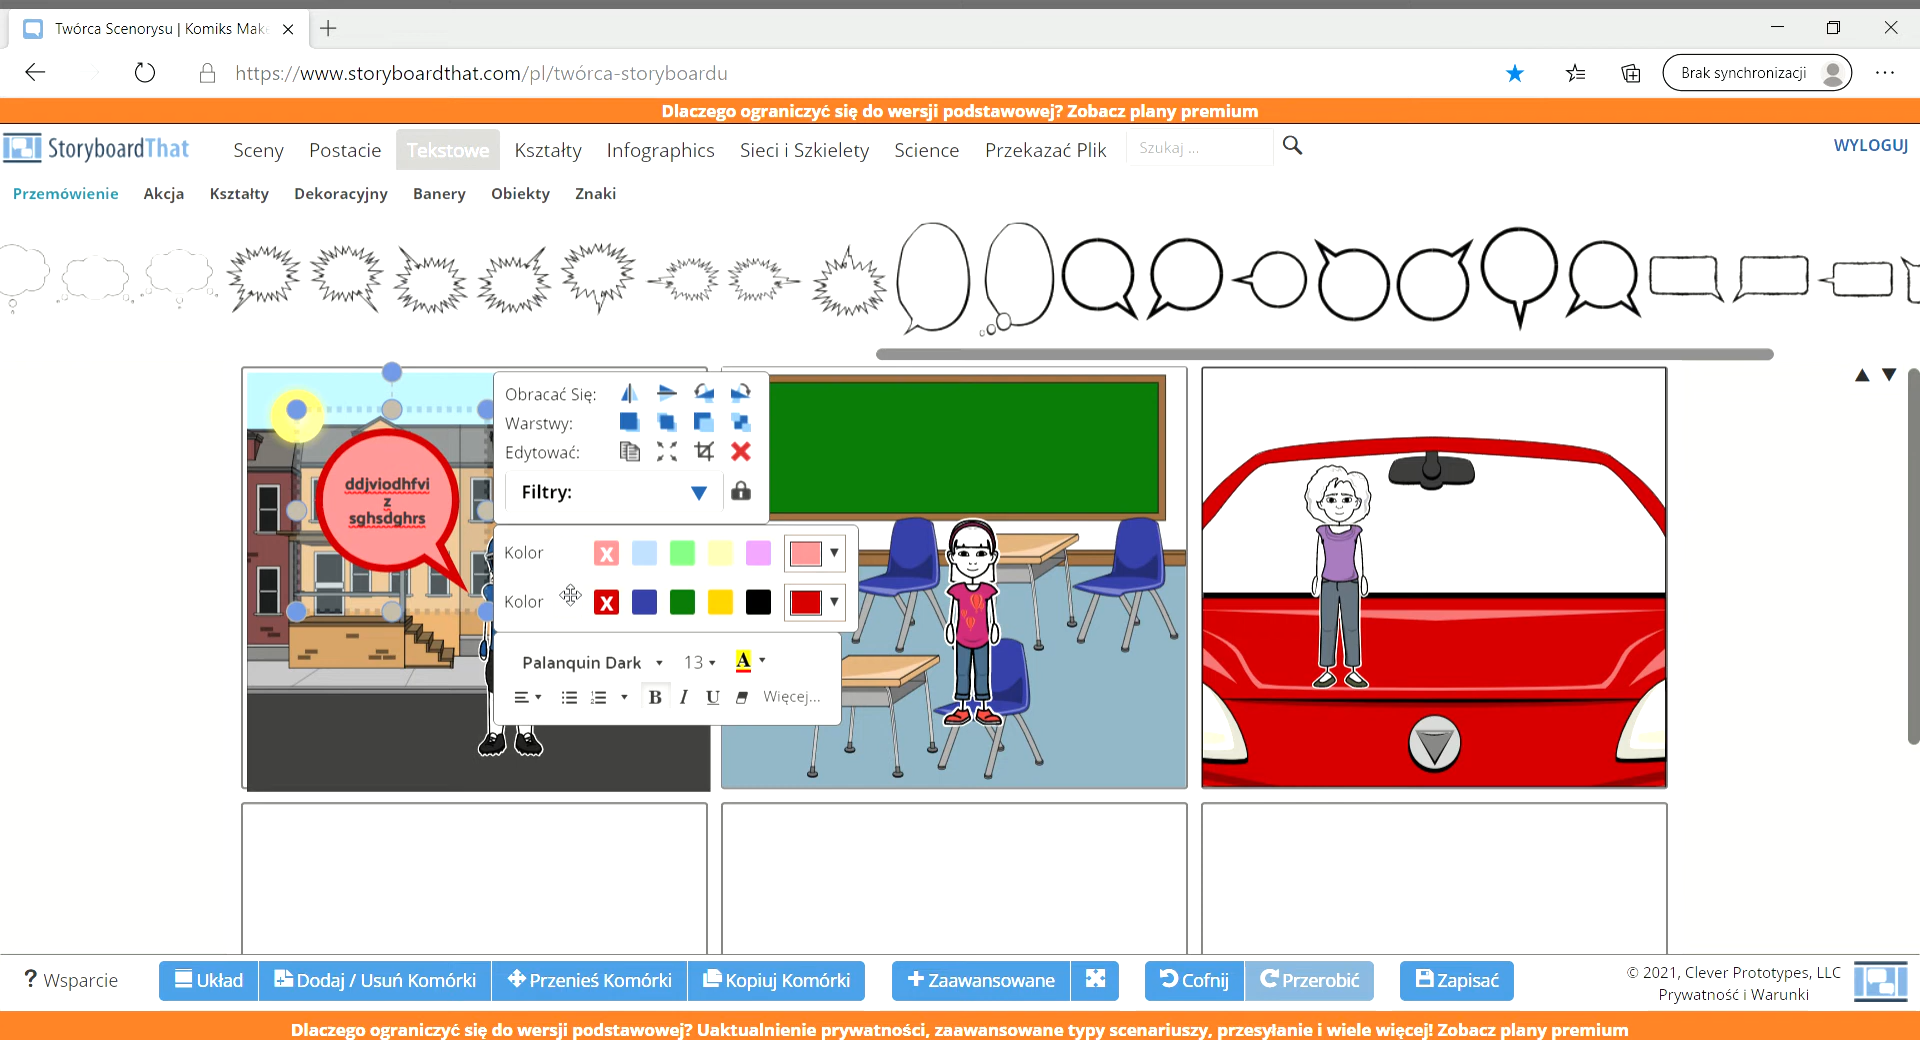 Twórca Scenorysu | Komiks Mak
https://www.storyboardthat.com/pl/twórca-storyboardu
Brak synchronizacji
Dlaczego ograniczyć się do wersji podstawowej? Zobacz plany premium
StoryboardThat
Sceny Postacie Tekstowe Kształty Infographics Sieci i Szkielety Science Przekazać Plik Szukaj ...
WYLOGUJ
Przemówienie Akcja Kształty Dekoracyjny Banery Obiekty Znaki
ddjviodhfvi
z
sghsdghrs
Obracać Się:
Warstwy:
Edytować:
Filtry:
Kolor X
Kolor X
Palanquin Dark 13 A
B I U Więcej...
? Wsparcie
Układ
Dodaj / Usuń Komórki
Przenieś Komórki
Kopiuj Komórki
Zaawansowane
Cofnij
Przerobić
Zapisać
© 2021, Clever Prototypes, LLC
Prywatność i Warunki
Dlaczego ograniczyć się do wersji podstawowej? Uaktualnienie prywatności, zaawansowane typy scenariuszy, przesyłanie i wiele więcej! Zobacz plany premium